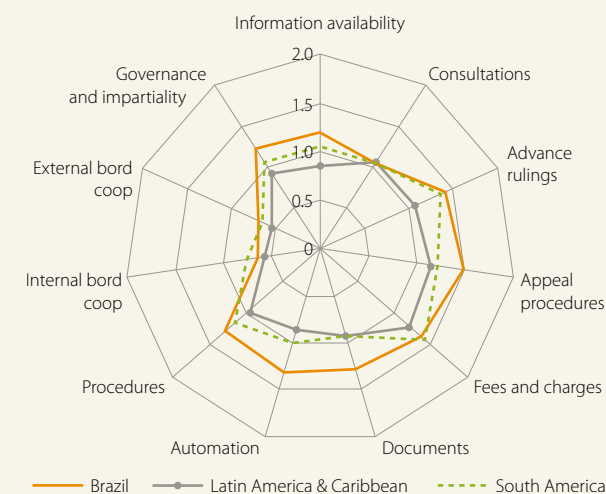 Information availability
2.0
Governance
and impartiality
Consultations
1.5
1.0
Advance
rulings
External bord
coop
0.5
0
Internal bord
coop
Appeal
procedures
Procedures
Fees and charges
Automation
Documents
Brazil
Latin America & Caribbean
South America